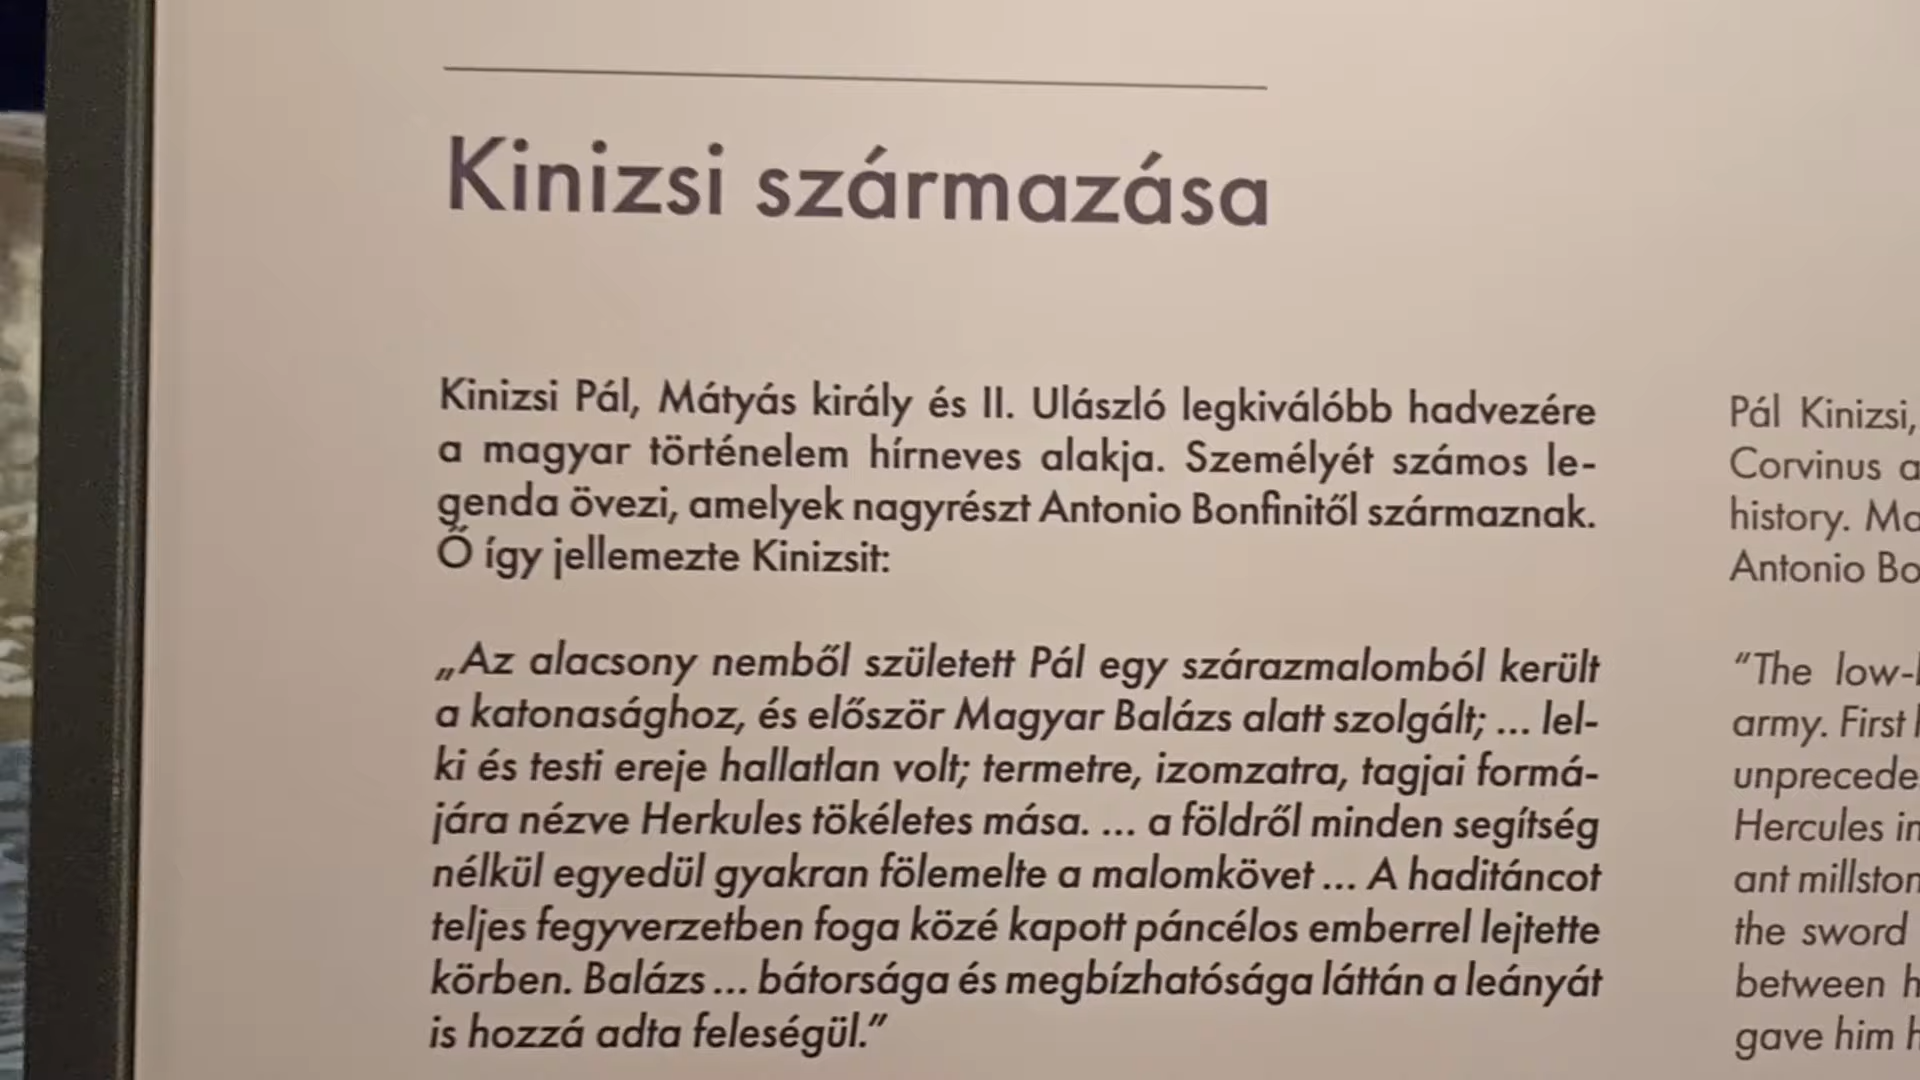 Kinizsi származása
Kinizsi Pál, Mátyás király és II. Ulászló legkiválóbb hadvezére
a magyar történelem hírneves alakja. Személyét számos le-
genda övezi, amelyek nagyrészt Antonio Bonfinitől származnak.
Ő így jellemezte Kinizsit:
„Az alacsony nemből született Pál egy szárazmalomból került
a katonasághoz, és először Magyar Balázs alatt szolgált; ... lel-
ki és testi ereje hallatlan volt; termetre, izomzatra, tagjai formá-
jára nézve Herkules tökéletes mása. ... a földről minden segítség
nélkül egyedül gyakran fölemelte a malomkövet ... A haditáncot
teljes fegyverzetben foga közé kapott páncélos emberrel lejtette
körben. Balázs ... bátorsága és megbízhatósága láttán a leányát
is hozzá adta feleségül.”
Pál Kinizsi,
Corvinus
history.
Antonio
“The
army. First
Hercules
the sword
between
gave him